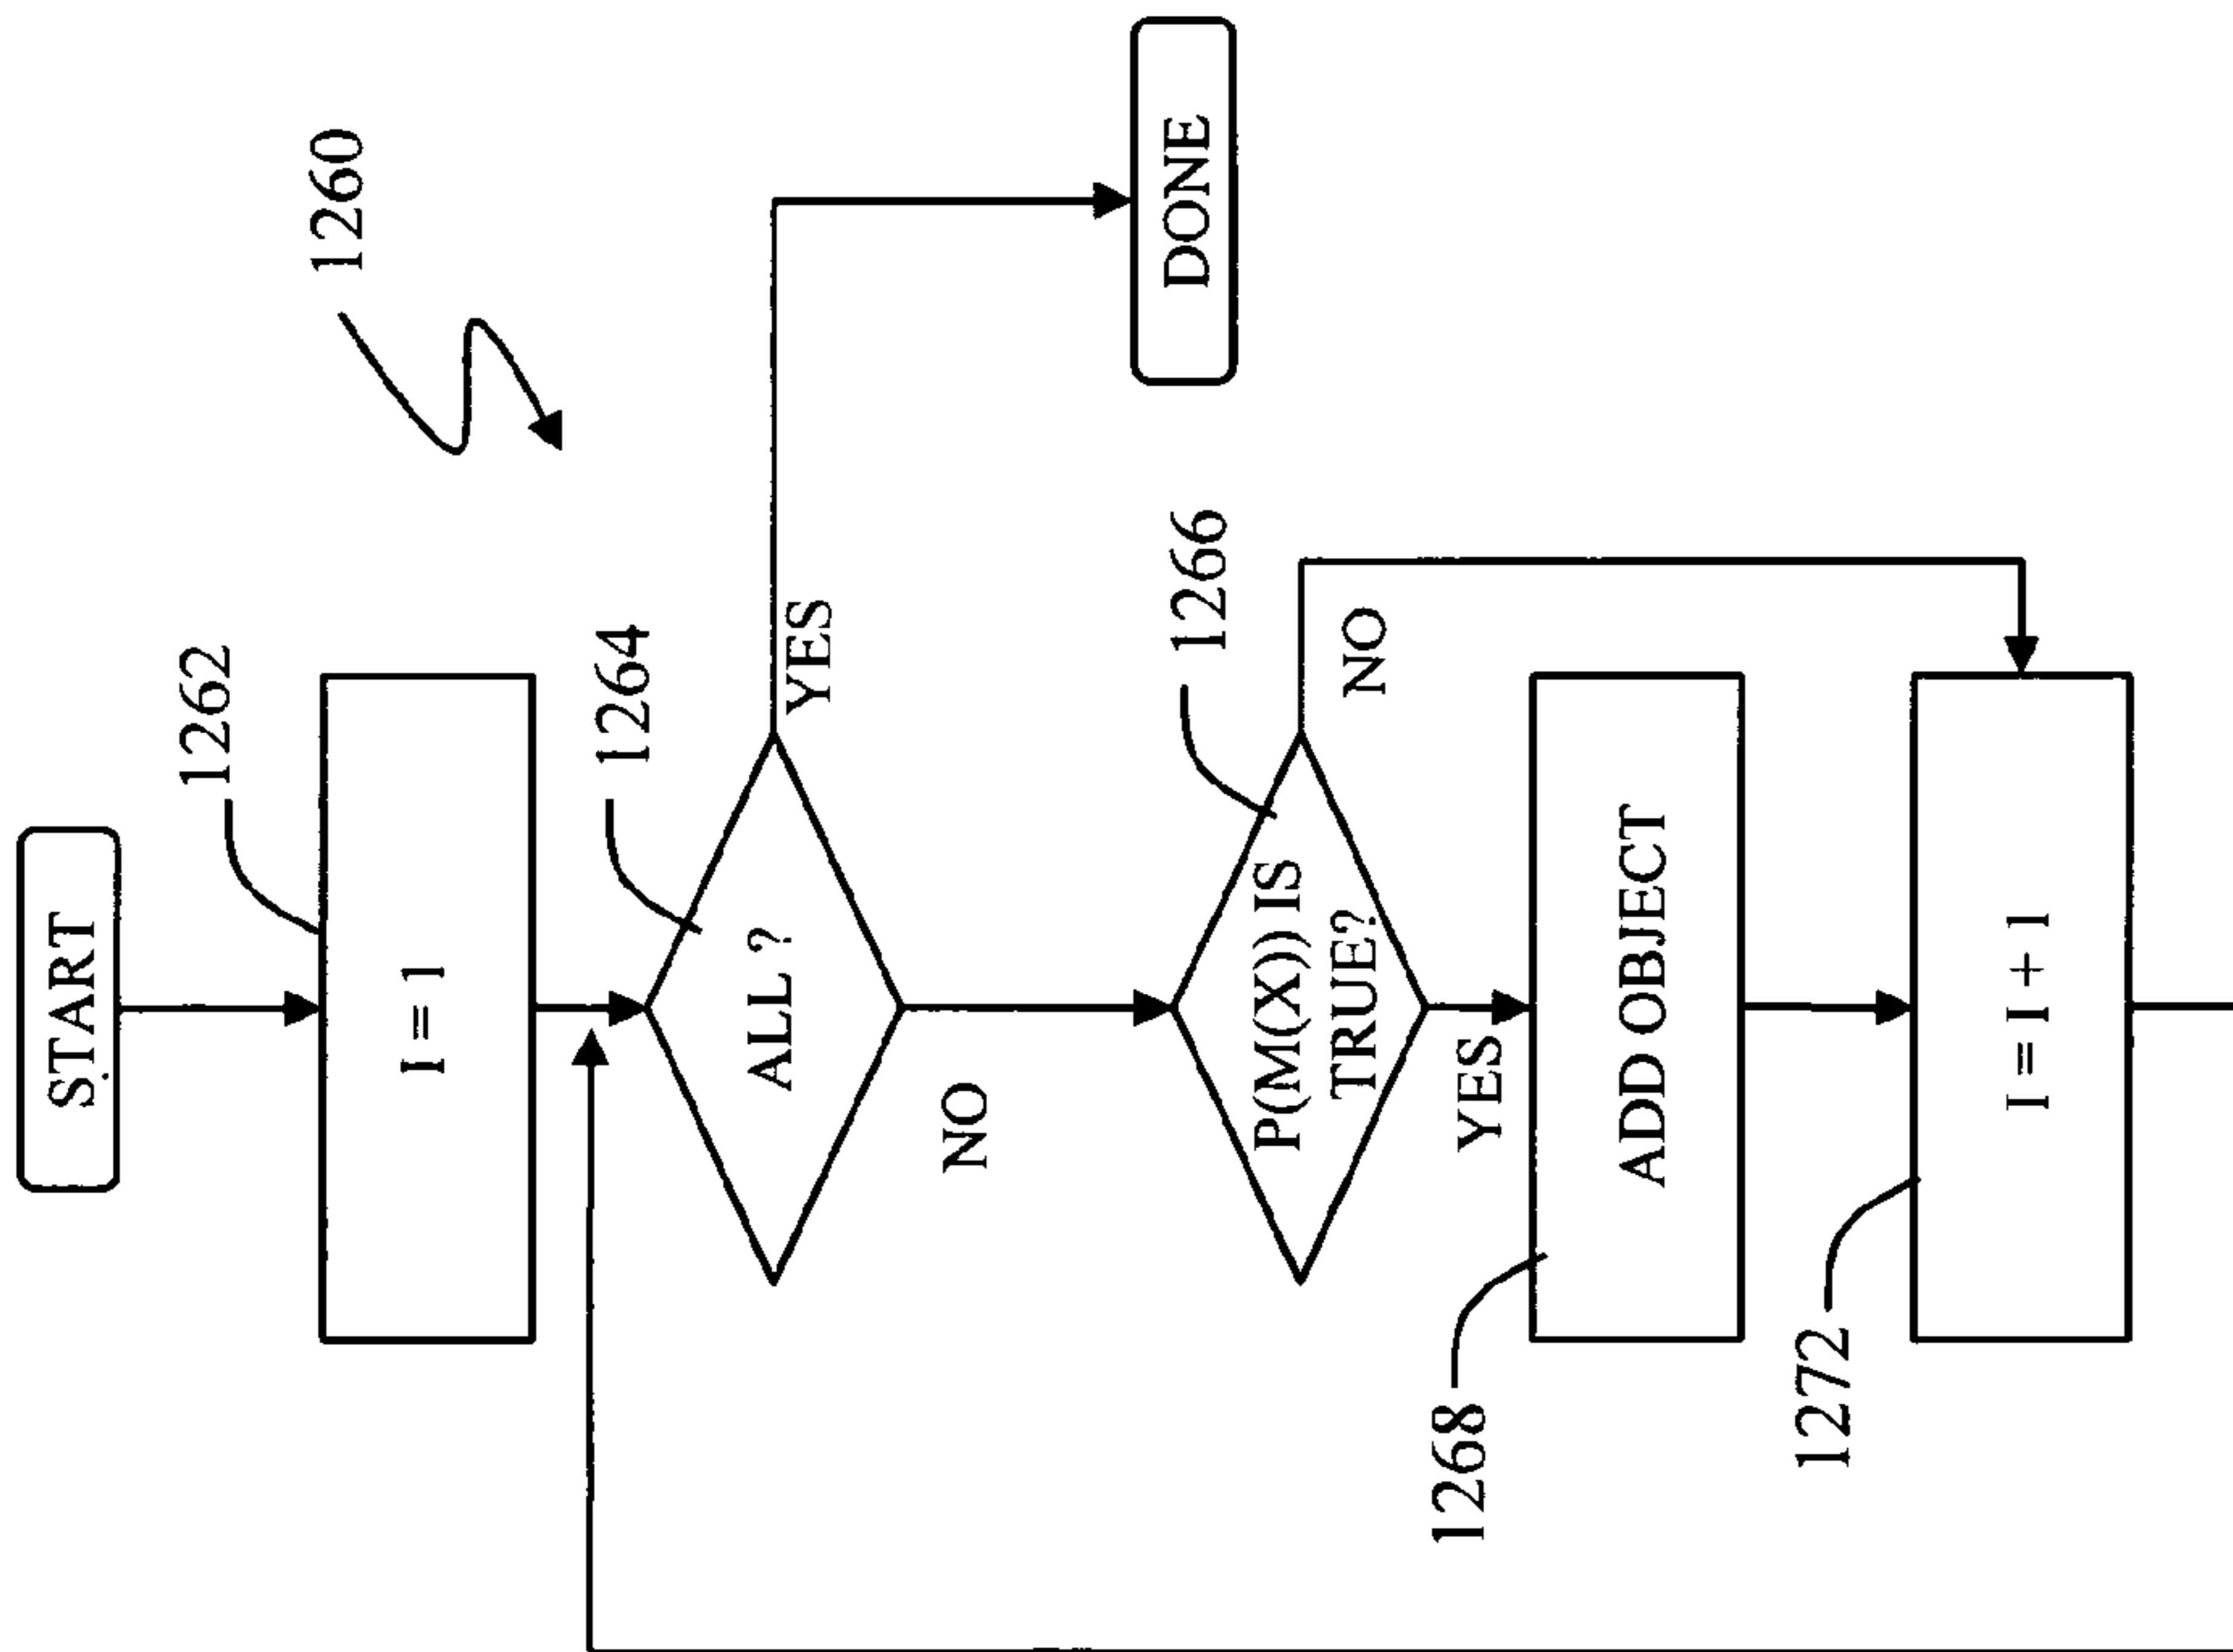 START
1262
I = 1
1260
1264
ALL ?
YES
NO
DONE
1266
P(M(X)) IS
TRUE?
NO
YES
1268
ADD OBJECT
1272
I = I + 1